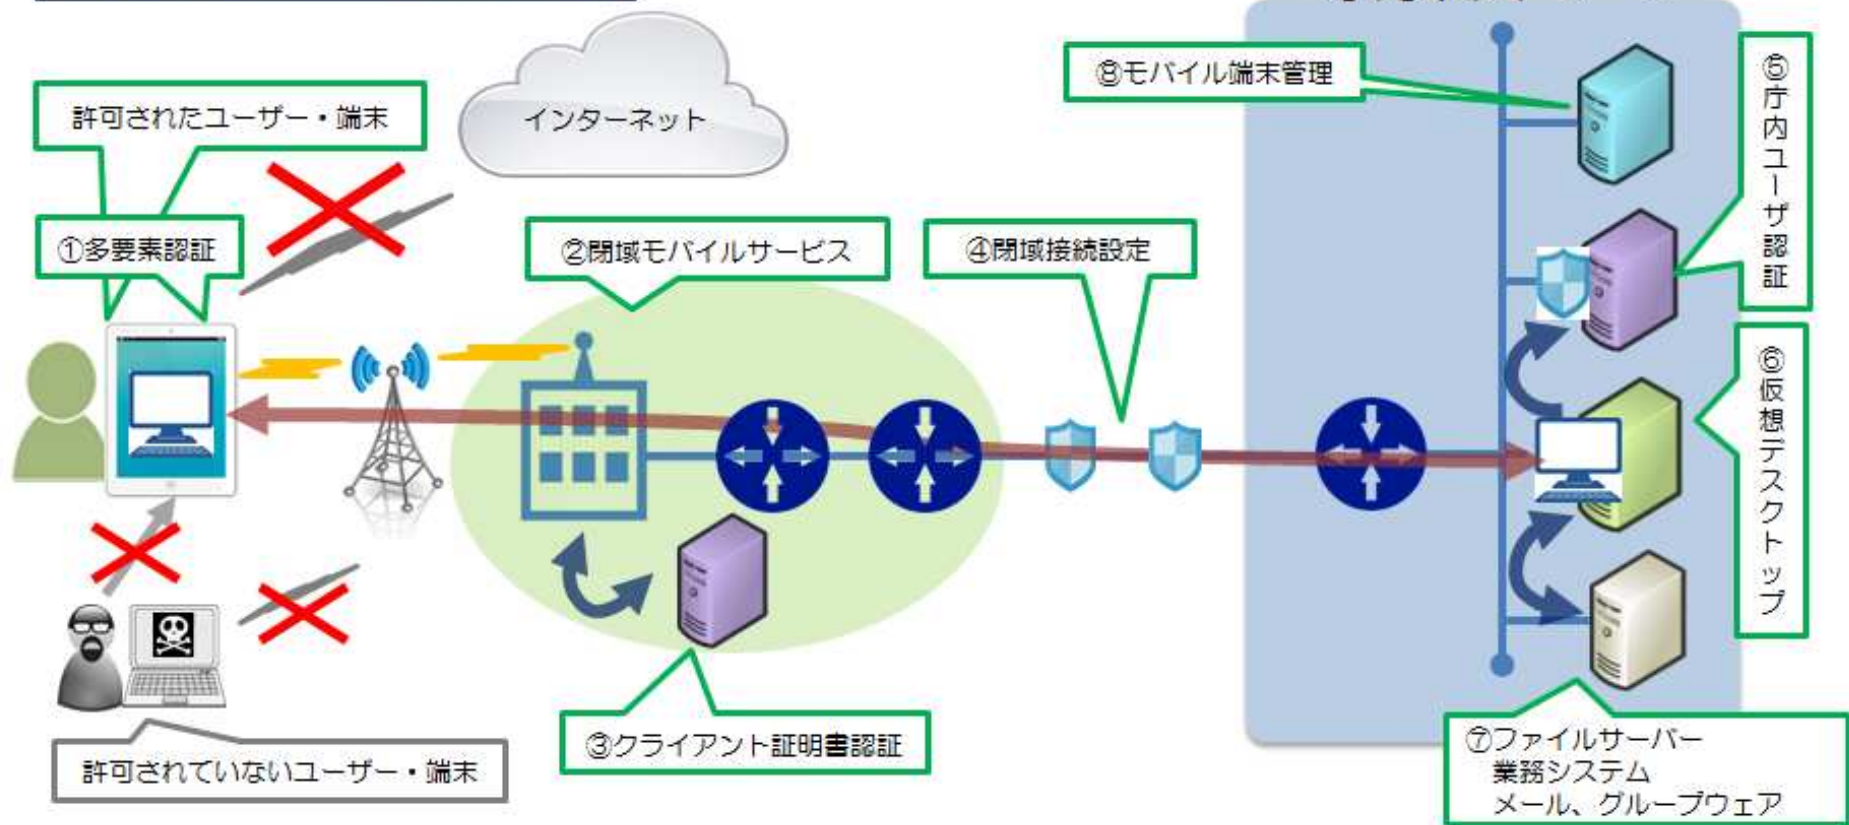 インターネット
⑧モバイル端末管理
⑤庁内ユーザ認証
許可されたユーザー・端末
①多要素認証
②閉域モバイルサービス
④閉域接続設定
⑥仮想デスクトップ
③クライアント証明書認証
許可されていないユーザー・端末
⑦ファイルサーバー
業務システム
メール、グループウェア